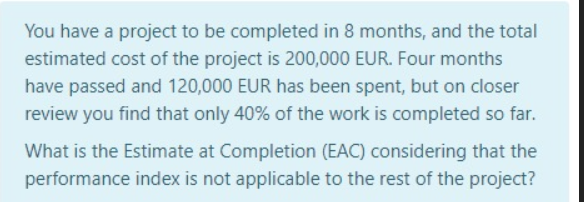 You have a project to be completed in 8 months, and the total
estimated cost of the project is 200,000 EUR. Four months
have passed and 120,000 EUR has been spent, but on closer
review you find that only 40% of the work is completed so far.
What is the Estimate at Completion (EAC) considering that the
performance index is not applicable to the rest of the project?